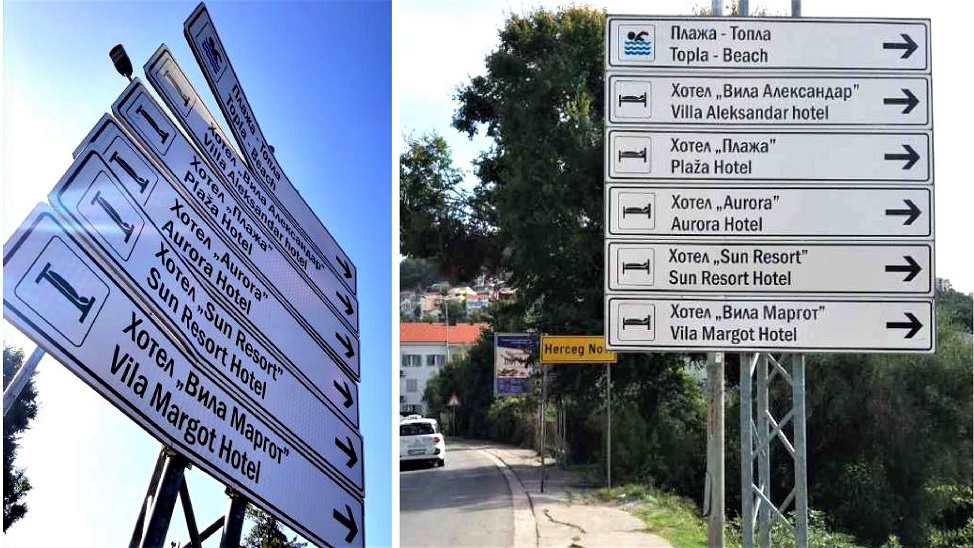 Плажа - Топла
Topla - Beach
Хотел „Вила Александар”
Villa Aleksandar hotel
Хотел „Плажа”
Plaža Hotel
Хотел „Aurora”
Aurora Hotel
Хотел „Sun Resort”
Sun Resort Hotel
Хотел „Вила Маргот”
Vila Margot Hotel
Плажа - Топла
Topla - Beach
Хотел „Вила Александар”
Villa Aleksandar hotel
Хотел „Плажа”
Plaža Hotel
Хотел „Aurora”
Aurora Hotel
Хотел „Sun Resort”
Sun Resort Hotel
Хотел „Вила Маргот”
Vila Margot Hotel
Herceg